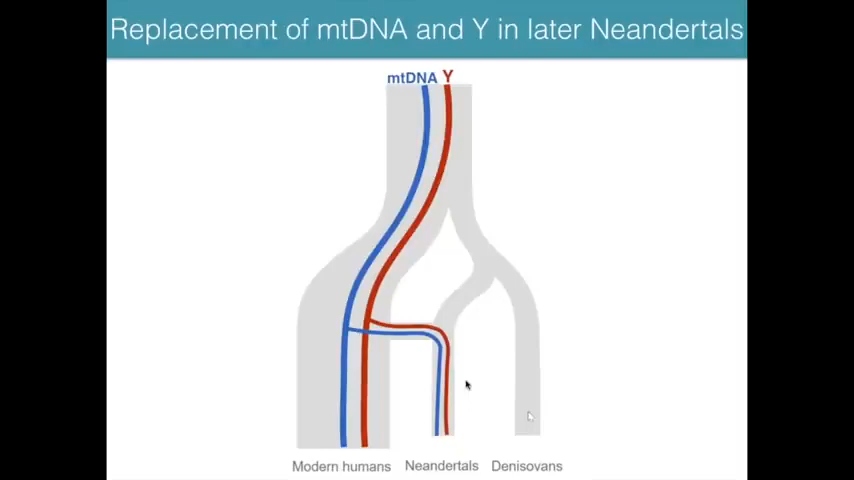 Replacement of mtDNA and Y in later Neandertals
mtDNA Y
Modern humans Neandertals Denisovans